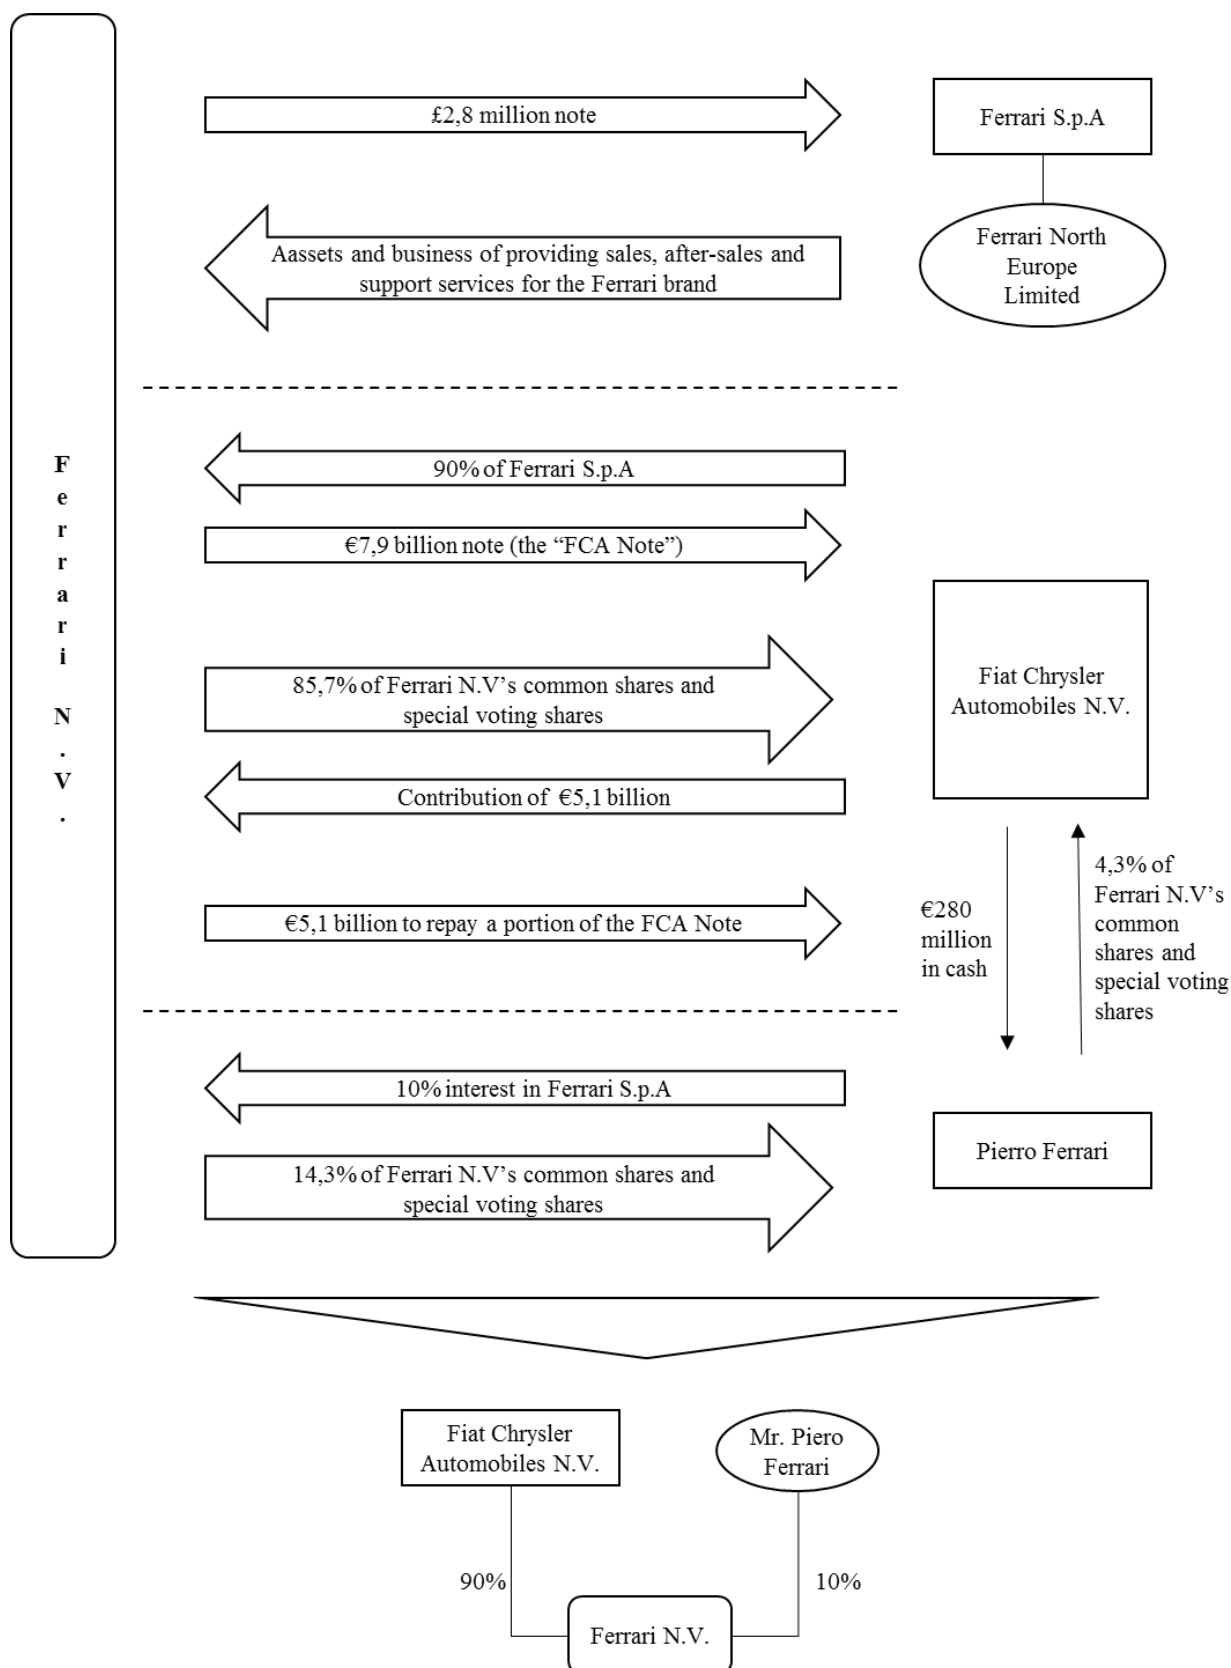 F
e
r
r
a
r
i
N
.
V
.
£2,8 million note
Ferrari S.p.A
Ferrari North
Europe
Limited
Aassets and business of providing sales, after-sales and
support services for the Ferrari brand
90% of Ferrari S.p.A
€7,9 billion note (the “FCA Note”)
85,7% of Ferrari N.V’s common shares and
special voting shares
Fiat Chrysler
Automobiles N.V.
Contribution of €5,1 billion
€5,1 billion to repay a portion of the FCA Note
€280
million
in cash
4,3% of
Ferrari N.V’s
common
shares and
special voting
shares
10% interest in Ferrari S.p.A
14,3% of Ferrari N.V’s common shares and
special voting shares
Pierro Ferrari
Fiat Chrysler
Automobiles N.V.
Mr. Piero
Ferrari
90%
10%
Ferrari N.V.